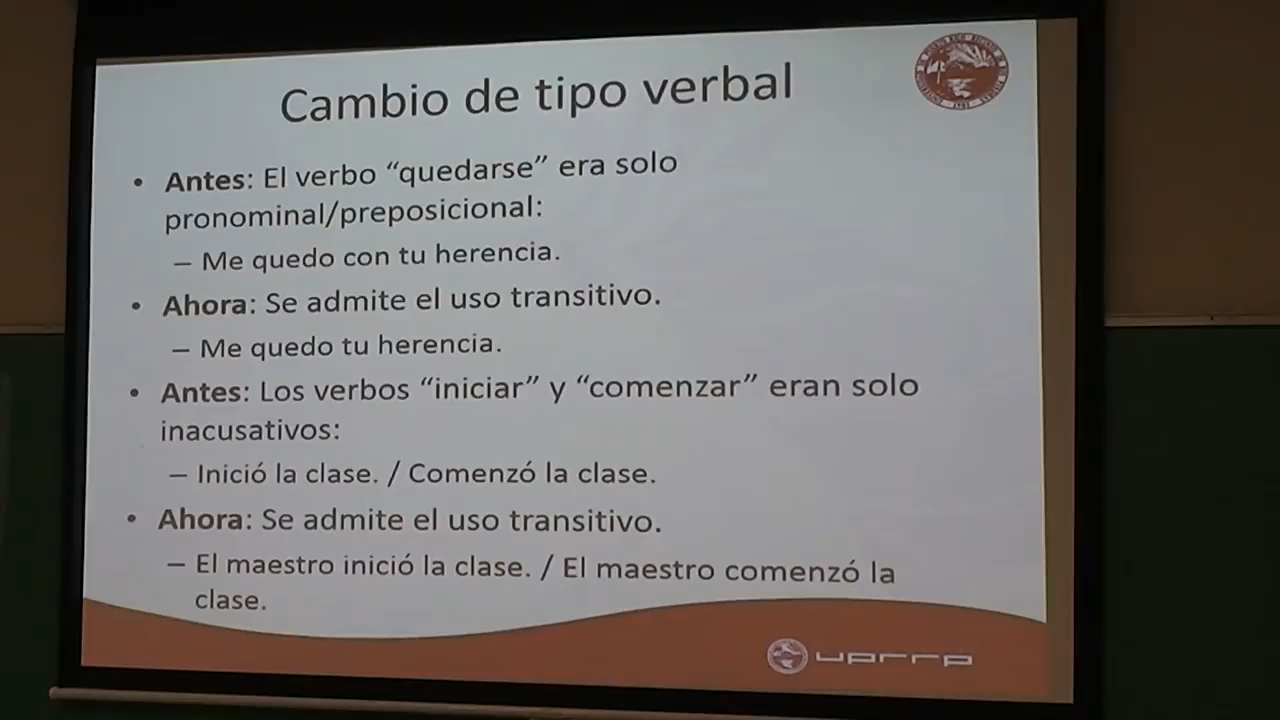 Cambio de tipo verbal
• Antes: El verbo “quedarse” era solo
pronominal/preposicional:
– Me quedo con tu herencia.
• Ahora: Se admite el uso transitivo.
– Me quedo tu herencia.
• Antes: Los verbos “iniciar” y “comenzar” eran solo
inacusativos:
– Inició la clase. / Comenzó la clase.
• Ahora: Se admite el uso transitivo.
– El maestro inició la clase. / El maestro comenzó la
clase.
uprrp